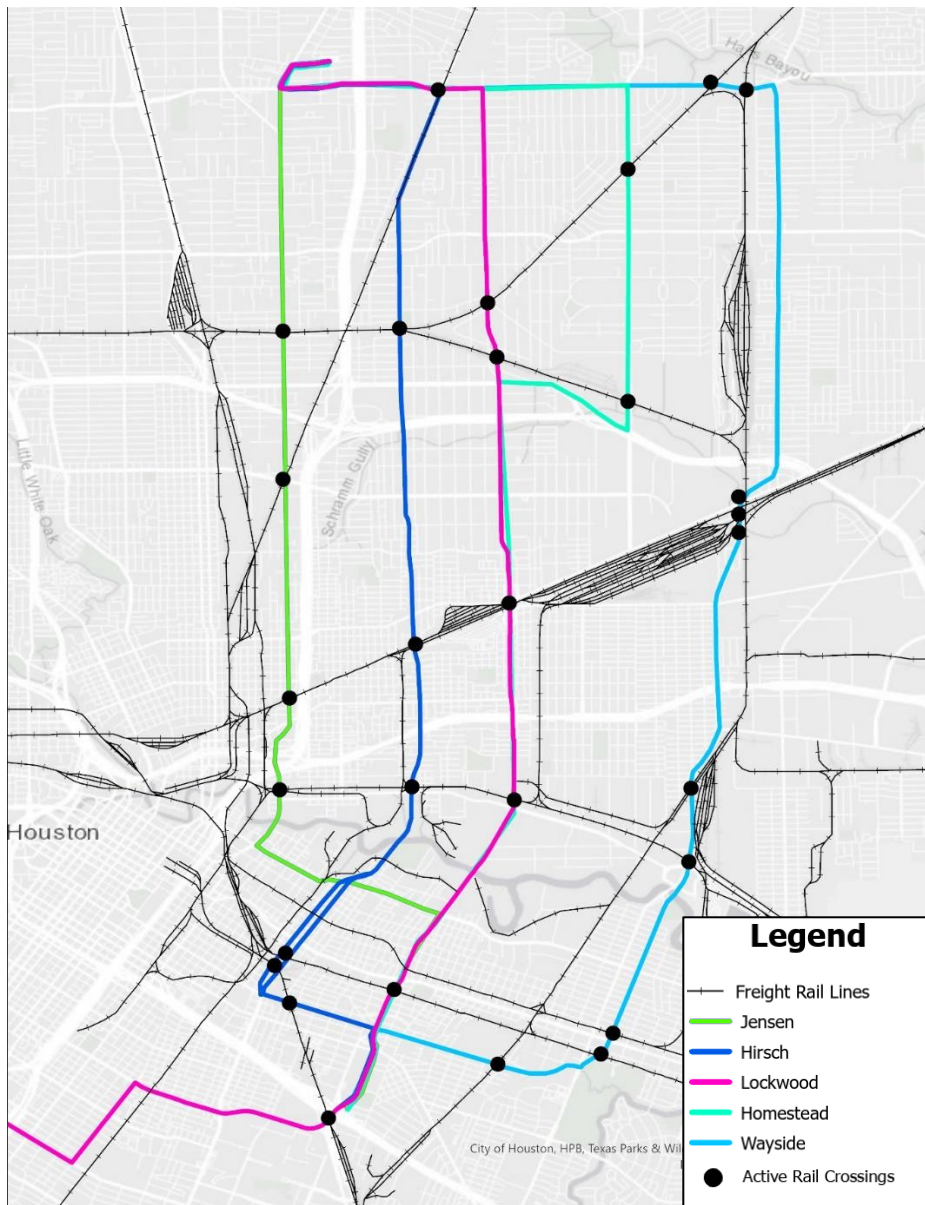 Halls Bayou
Little White Oak
Schramm Gully
Houston
City of Houston, HPB, Texas Parks & Wil
Legend
Freight Rail Lines
Jensen
Hirsch
Lockwood
Homestead
Wayside
Active Rail Crossings